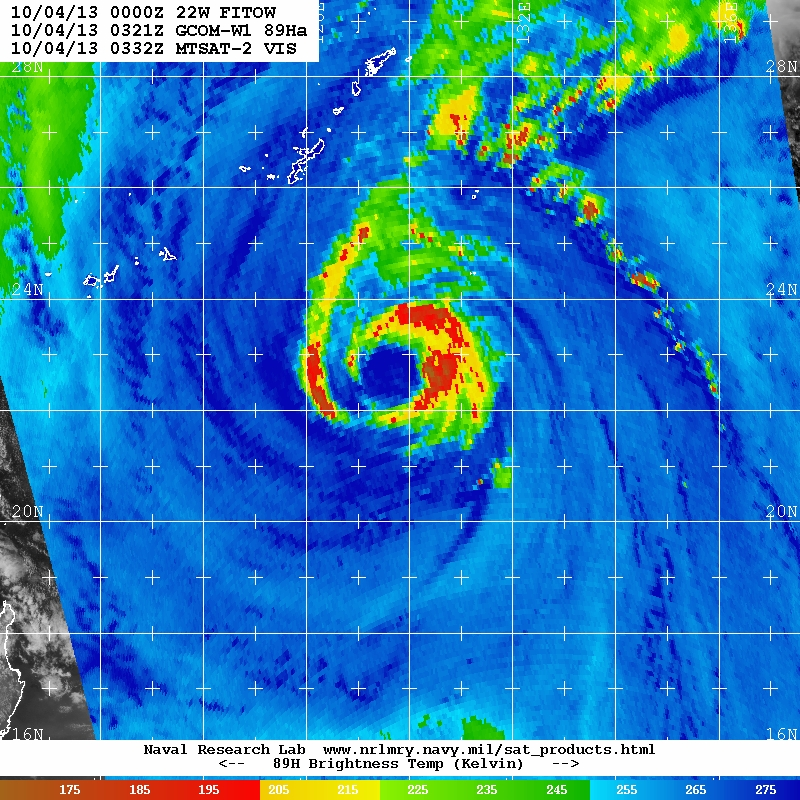 10/04/13 0000Z 22W FITOW
10/04/13 0321Z GCOM-W1 89Ha
10/04/13 0332Z MTSAT-2 VIS
132E
136E
28N
28N
24N
24N
20N
20N
16N
16N
Naval Research Lab www.nrlmry.navy.mil/sat_products.html
<-- 89H Brightness Temp (Kelvin) -->
175 185 195 205 215 225 235 245 255 265 275